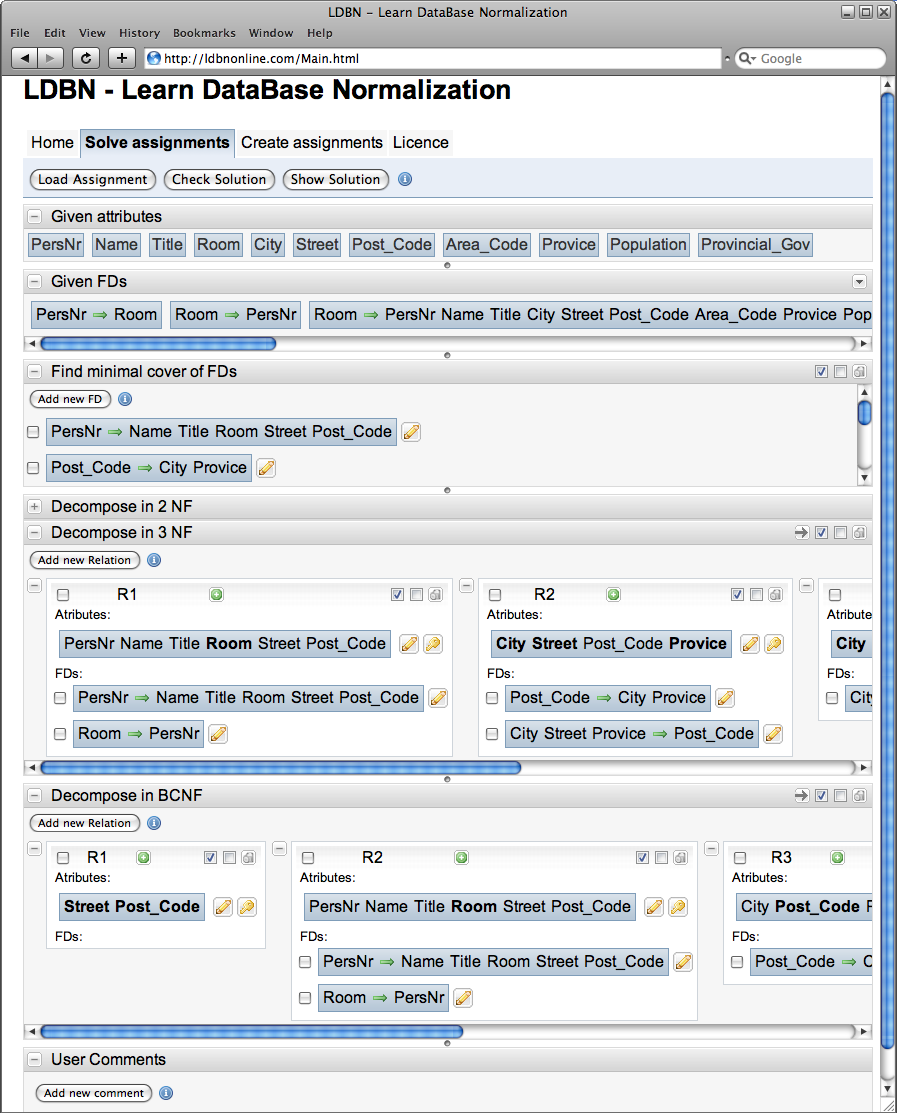 LDBN – Learn DataBase Normalization
File Edit View History Bookmarks Window Help
http://ldbnonline.com/Main.html Google
LDBN - Learn DataBase Normalization
Home Solve assignments Create assignments Licence
Load Assignment Check Solution Show Solution
Given attributes
PersNr Name Title Room City Street Post_Code Area_Code Provice Population Provincial_Gov
Given FDs
PersNr ⇒ Room Room ⇒ PersNr Room ⇒ PersNr Name Title City Street Post_Code Area_Code Provice Pop
Find minimal cover of FDs
Add new FD
PersNr ⇒ Name Title Room Street Post_Code
Post_Code ⇒ City Provice
Decompose in 2 NF
Decompose in 3 NF
Add new Relation
R1 R2
Atributes: Atributes: Atribute
PersNr Name Title Room Street Post_Code City Street Post_Code Provice City
FDs: FDs: FDs:
PersNr ⇒ Name Title Room Street Post_Code Post_Code ⇒ City Provice City
Room ⇒ PersNr City Street Provice ⇒ Post_Code
Decompose in BCNF
Add new Relation
R1 R2 R3
Atributes: Atributes: Atributes:
Street Post_Code PersNr Name Title Room Street Post_Code City Post_Code
FDs: FDs: FDs:
PersNr ⇒ Name Title Room Street Post_Code Post_Code ⇒ C
Room ⇒ PersNr
User Comments
Add new comment